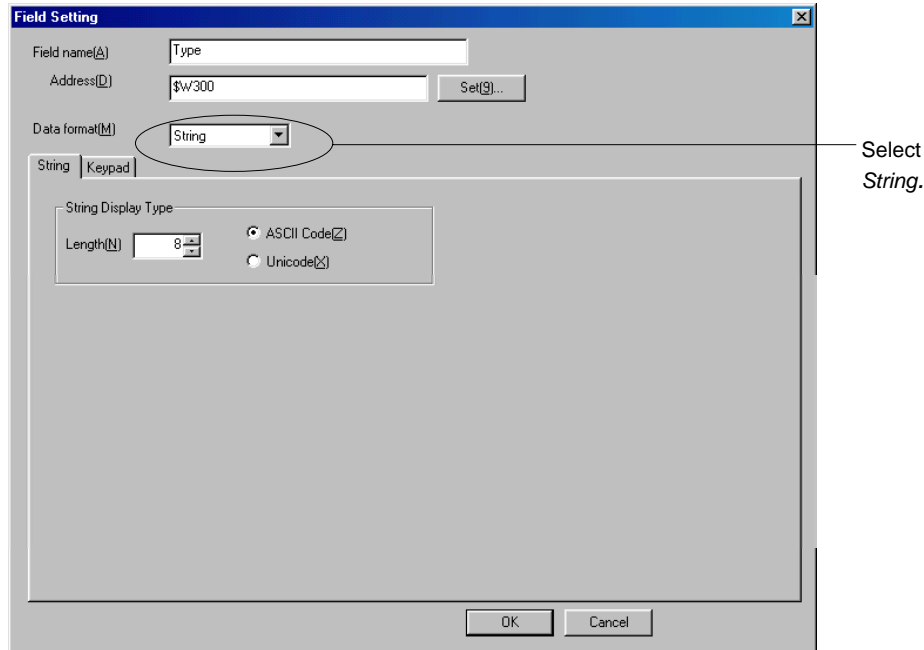 Field Setting
Field name(A) Type
Address(D) $W300 Set(9)...
Data format(M) String
Select
String.
String Keypad
String Display Type
Length(N) 8 ASCII Code(Z)
Unicode(X)
OK Cancel